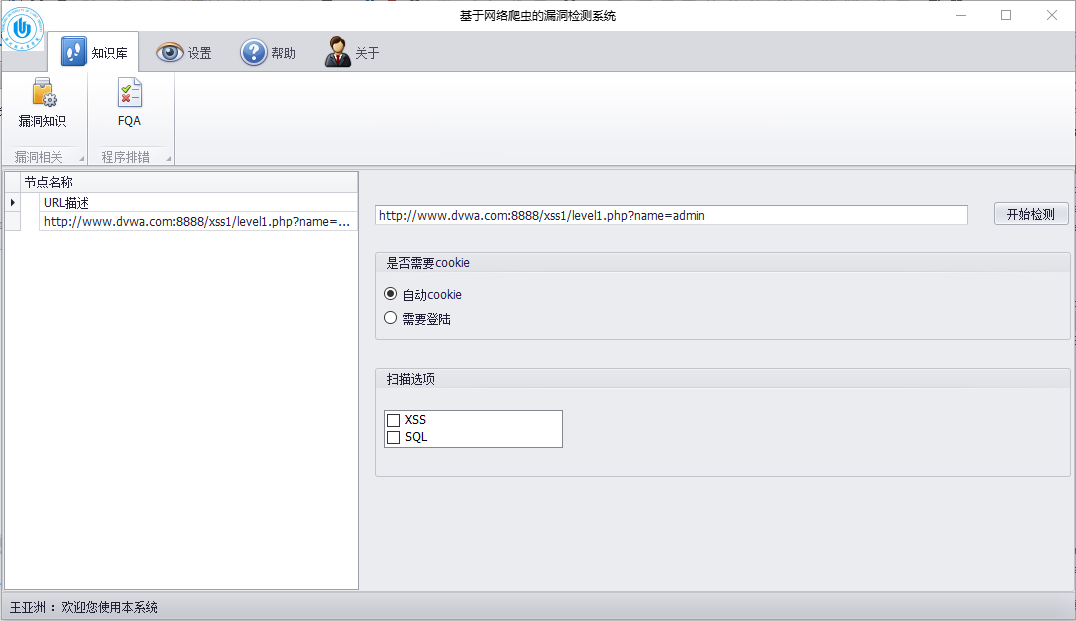 基于网络爬虫的漏洞检测系统
知识库 设置 帮助 关于
漏洞知识 FQA
漏洞相关 程序排错
节点名称
URL描述
http://www.dvwa.com:8888/xss1/level1.php?name=...
http://www.dvwa.com:8888/xss1/level1.php?name=admin 开始检测
是否需要cookie
自动cookie
需要登陆
扫描选项
XSS
SQL
王亚洲 : 欢迎您使用本系统